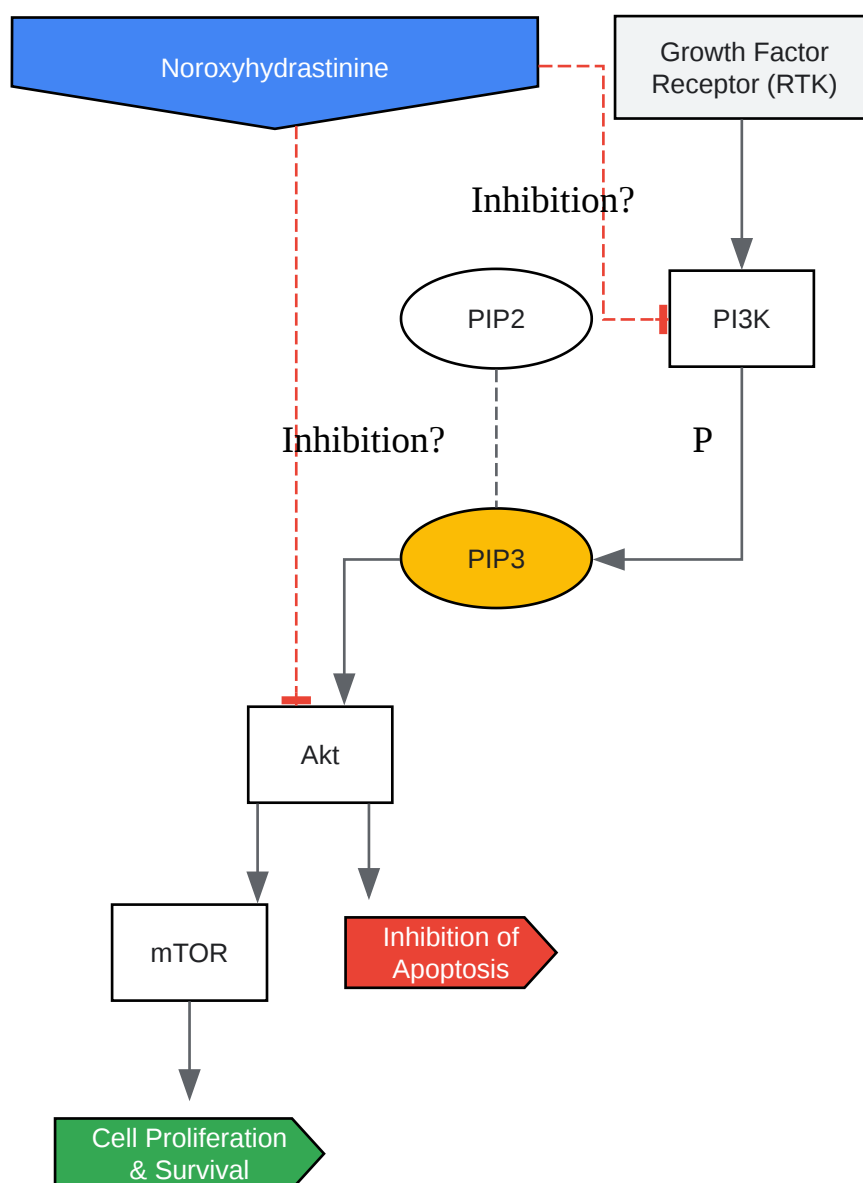 Noroxyhydrastinine
Growth Factor
Receptor (RTK)
Inhibition?
PIP2
PI3K
Inhibition?
P
PIP3
Akt
mTOR
Inhibition of
Apoptosis
Cell Proliferation
& Survival